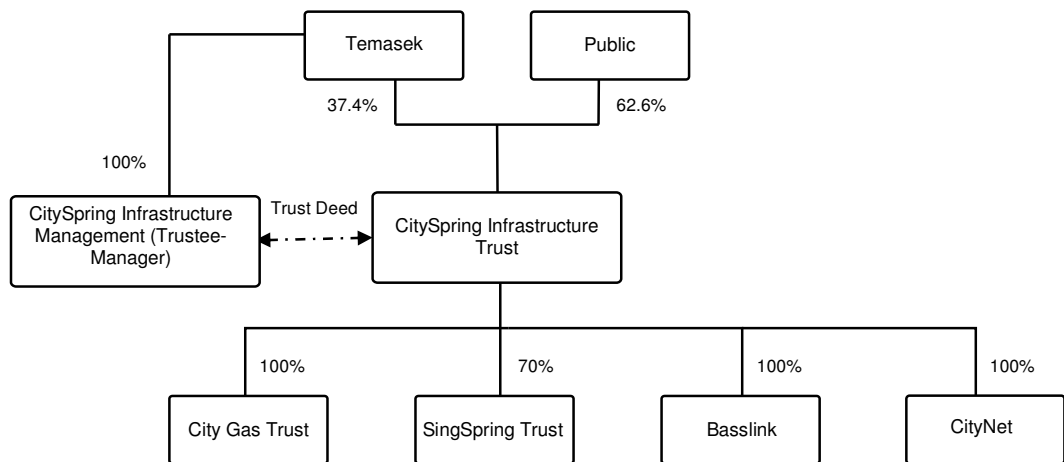 Temasek
Public
37.4%
62.6%
100%
CitySpring Infrastructure
Management (Trustee-
Manager)
Trust Deed
CitySpring Infrastructure
Trust
100%
70%
100%
100%
City Gas Trust
SingSpring Trust
Basslink
CityNet